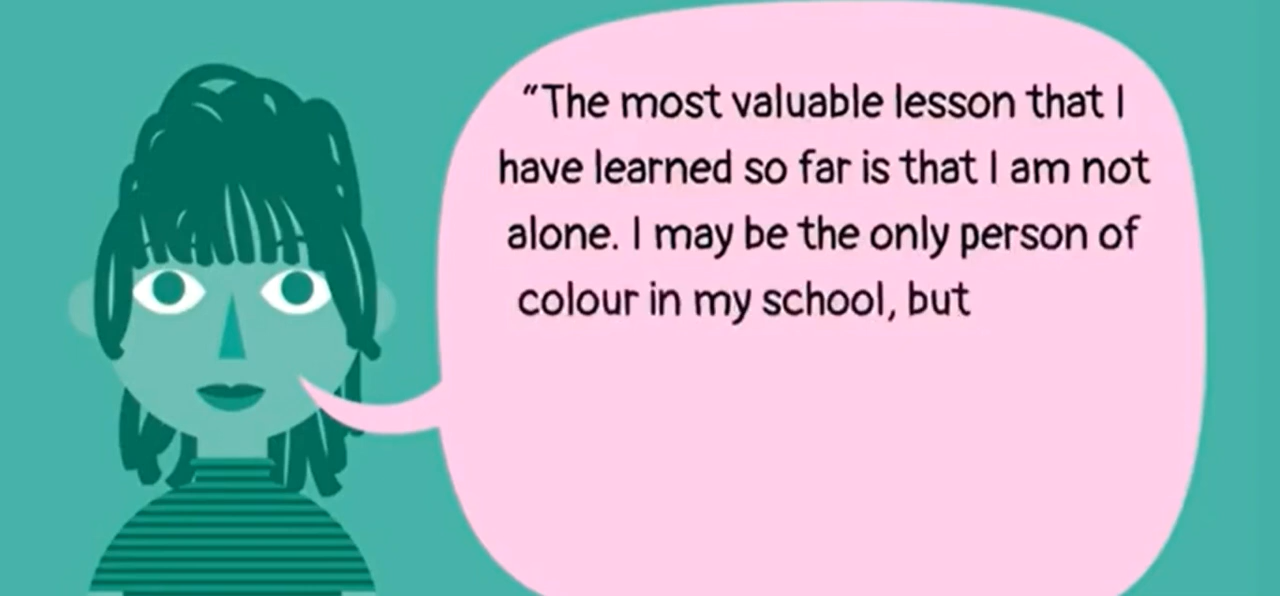 “The most valuable lesson that I
have learned so far is that I am not
alone. I may be the only person of
colour in my school, but